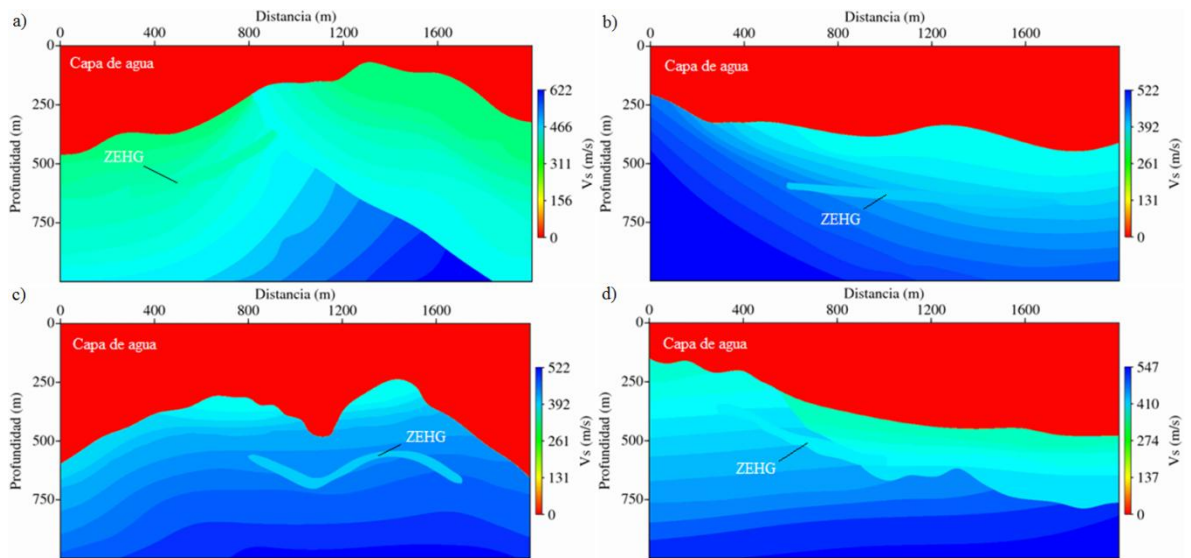 a)
Distancia (m)
0 400 800 1200 1600
Profundidad (m)
0
250
500
750
Capa de agua
ZEHG
622
466
311
156
0
Vs (m/s)
b)
Distancia (m)
0 400 800 1200 1600
Profundidad (m)
0
250
500
750
Capa de agua
ZEHG
522
392
261
131
0
Vs (m/s)
c)
Distancia (m)
0 400 800 1200 1600
Profundidad (m)
0
250
500
750
Capa de agua
ZEHG
522
392
261
131
0
Vs (m/s)
d)
Distancia (m)
0 400 800 1200 1600
Profundidad (m)
0
250
500
750
Capa de agua
ZEHG
547
410
274
137
0
Vs (m/s)